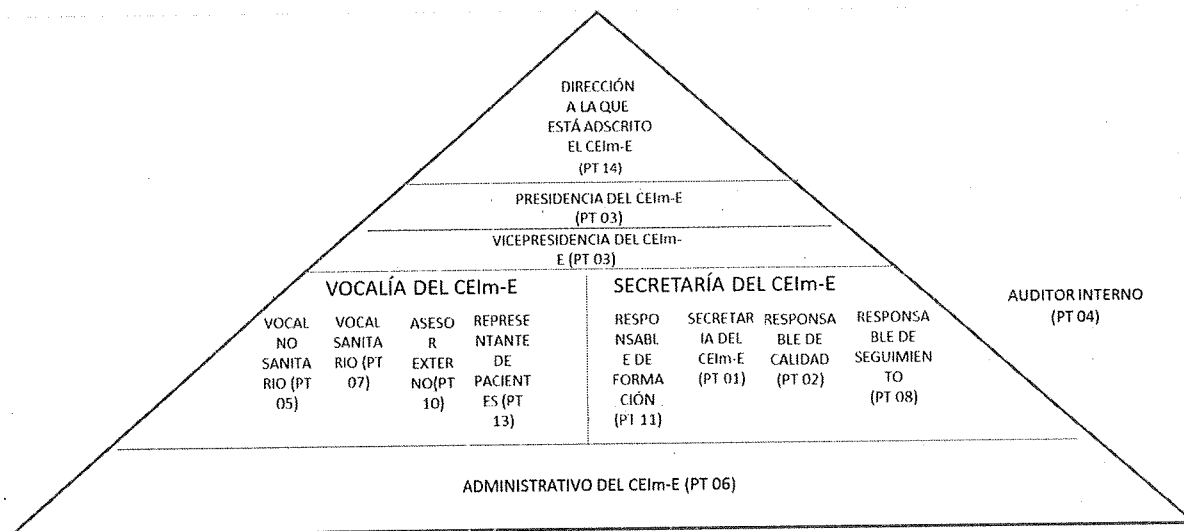 DIRECCIÓN
A LA QUE
ESTÁ ADSCRITO
EL CEIm-E
(PT 14)
PRESIDENCIA DEL CEIm-E
(PT 03)
VICEPRESIDENCIA DEL CEIm-
E (PT 03)
VOCALÍA DEL CEIm-E
VOCAL
NO
SANITA
RIO (PT
05)
VOCAL
SANITA
RIO (PT
07)
ASESO
R
EXTER
NO(PT
10)
REPRESE
NTANTE
DE
PACIENT
ES (PT
13)
SECRETARÍA DEL CEIm-E
RESPO
NSABL
E DE
FORMA
CIÓN
(PT 11)
SECRETAR
IA DEL
CEIm-E
(PT 01)
RESPONSA
BLE DE
CALIDAD
(PT 02)
RESPONSA
BLE DE
SEGUIMIEN
TO
(PT 08)
AUDITOR INTERNO
(PT 04)
ADMINISTRATIVO DEL CEIm-E (PT 06)